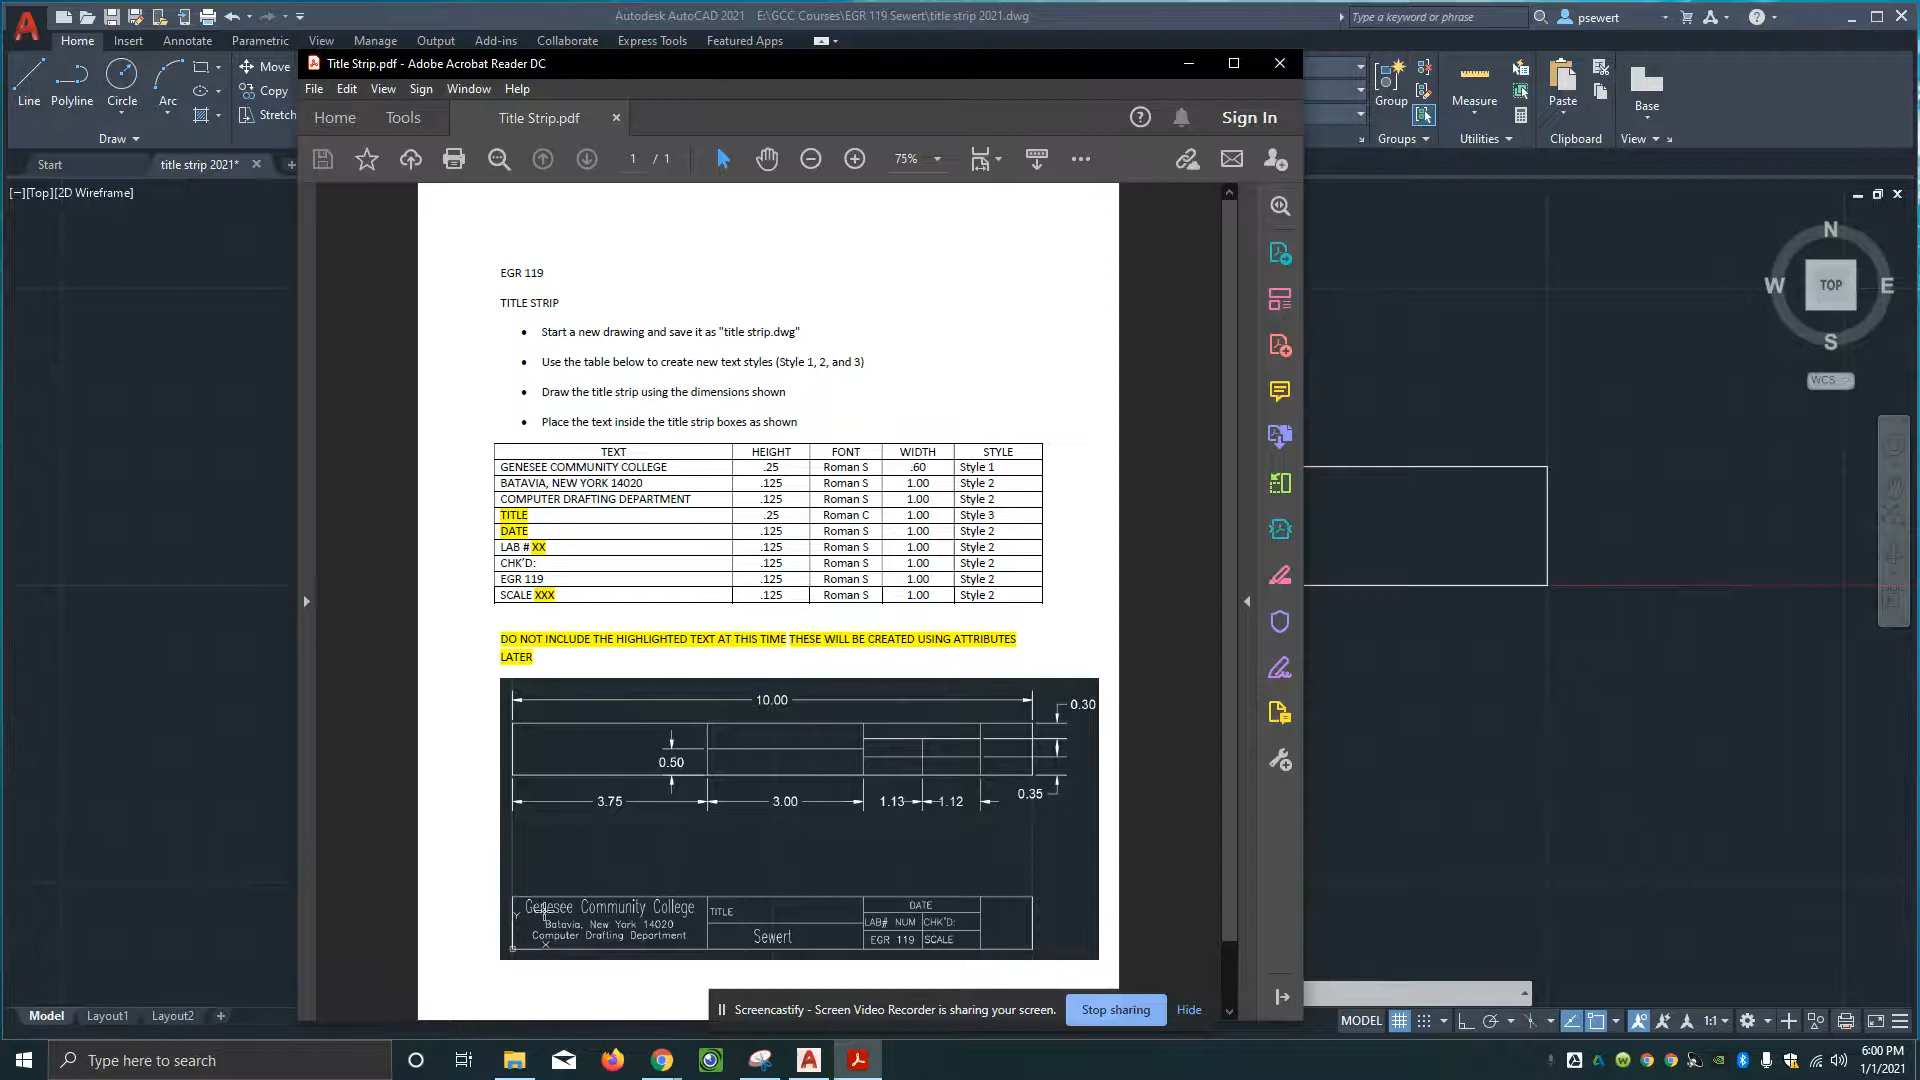 Autodesk AutoCAD 2021 E:\GCC Courses\EGR 119 Sewert\title strip 2021.dwg
Type a keyword or phrase
psewert
Home Insert Annotate Parametric View Manage Output Add-ins Collaborate Express Tools Featured Apps
Line Polyline Circle Arc
Move
Copy
Stretch
Draw
Group Measure Paste Base
Groups Utilities Clipboard View
Start title strip 2021*
[−][Top][2D Wireframe]
Title Strip.pdf - Adobe Acrobat Reader DC
File Edit View Sign Window Help
Home Tools Title Strip.pdf Sign In
1 / 1 75%
EGR 119
TITLE STRIP
• Start a new drawing and save it as "title strip.dwg"
• Use the table below to create new text styles (Style 1, 2, and 3)
• Draw the title strip using the dimensions shown
• Place the text inside the title strip boxes as shown
TEXT HEIGHT FONT WIDTH STYLE
GENESEE COMMUNITY COLLEGE .25 Roman S .60 Style 1
BATAVIA, NEW YORK 14020 .125 Roman S 1.00 Style 2
COMPUTER DRAFTING DEPARTMENT .125 Roman S 1.00 Style 2
TITLE .25 Roman C 1.00 Style 3
DATE .125 Roman S 1.00 Style 2
LAB # XX .125 Roman S 1.00 Style 2
CHK'D: .125 Roman S 1.00 Style 2
EGR 119 .125 Roman S 1.00 Style 2
SCALE XXX .125 Roman S 1.00 Style 2
DO NOT INCLUDE THE HIGHLIGHTED TEXT AT THIS TIME THESE WILL BE CREATED USING ATTRIBUTES
LATER
10.00
0.30
0.50
3.75 3.00 1.13 1.12
0.35
Genesee Community College
Batavia, New York 14020
Computer Drafting Department
TITLE
Sewert
DATE
LAB# NUM CHK'D:
EGR 119 SCALE
Y
X
N
W TOP E
S
WCS
Screencastify - Screen Video Recorder is sharing your screen. Stop sharing Hide
Model Layout1 Layout2
MODEL 1:1
Type here to search
6:00 PM
1/1/2021